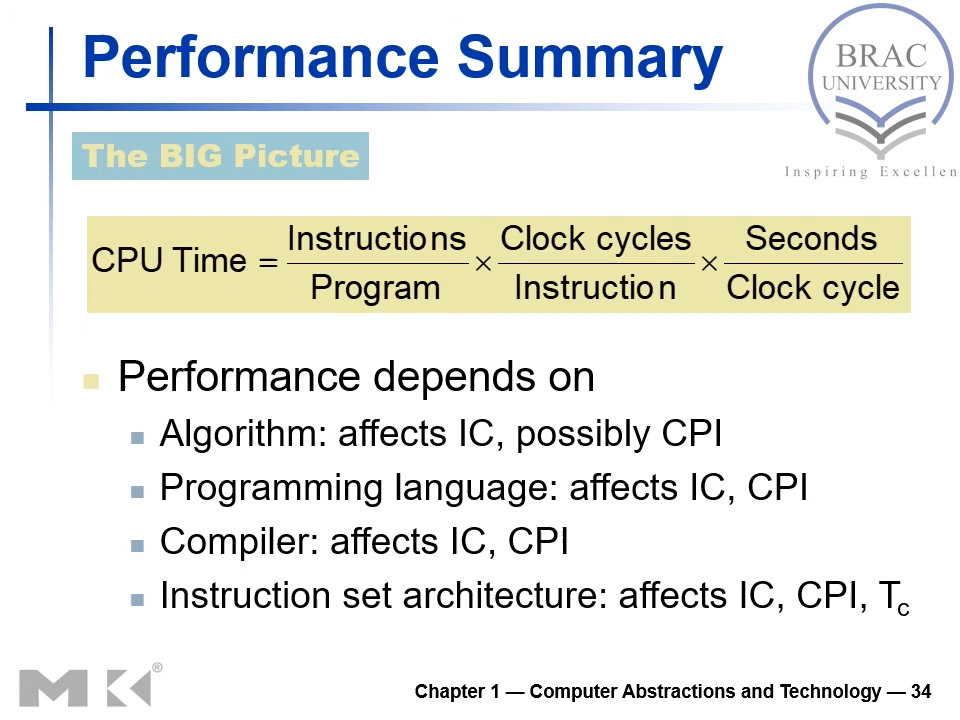 Performance Summary
BRAC
UNIVERSITY
Inspiring Excellen
The BIG Picture
CPU Time = Instructions/Program × Clock cycles/Instruction × Seconds/Clock cycle
Performance depends on
Algorithm: affects IC, possibly CPI
Programming language: affects IC, CPI
Compiler: affects IC, CPI
Instruction set architecture: affects IC, CPI, Tc
MK®
Chapter 1 — Computer Abstractions and Technology — 34